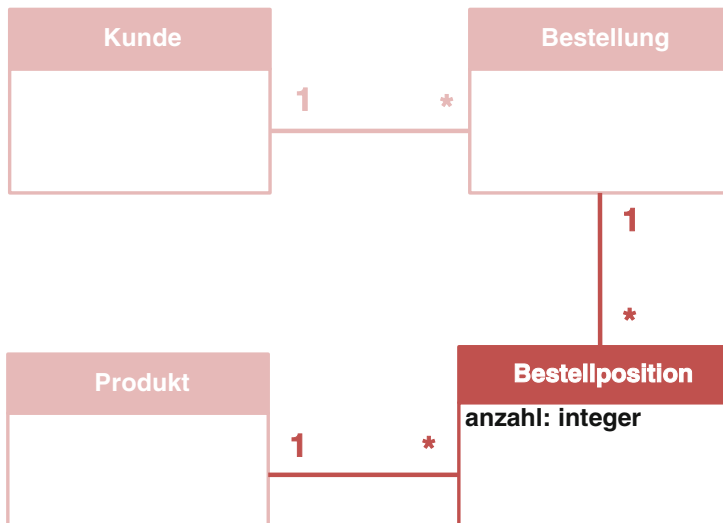 Kunde
Bestellung
1
*
1
*
Produkt
Bestellposition
anzahl: integer
1
*